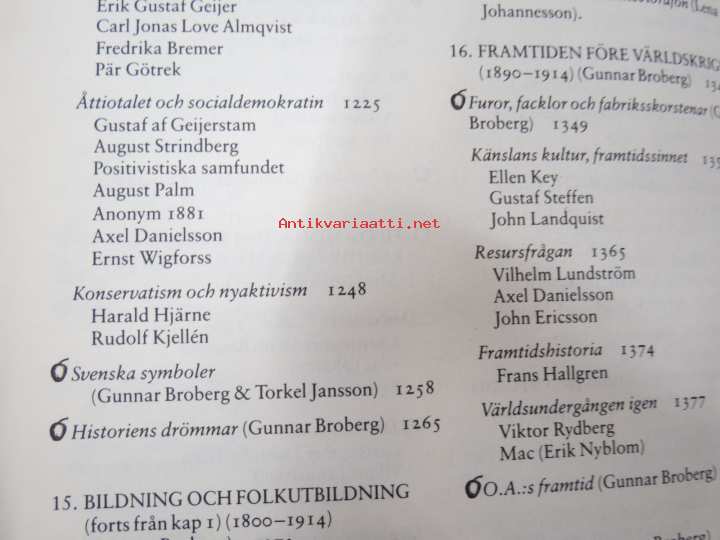 Erik Gustaf Geijer
Carl Jonas Love Almqvist
Fredrika Bremer
Pär Götrek
Åttiotalet och socialdemokratin 1225
Gustaf af Geijerstam
August Strindberg
Positivistiska samfundet
August Palm
Anonym 1881
Axel Danielsson
Ernst Wigforss
Konservatism och nyaktivism 1248
Harald Hjärne
Rudolf Kjellén
Svenska symboler
(Gunnar Broberg & Torkel Jansson) 1258
Historiens drömmar (Gunnar Broberg) 1265
15. BILDNING OCH FOLKUTBILDNING
(forts från kap 1) (1800–1914)
(Lena
Johannesson).
16. FRAMTIDEN FÖRE VÄRLDSKRIG
(1890–1914) (Gunnar Broberg)
Furor, facklor och fabriksskorstenar
Broberg) 1349
Känslans kultur, framtidssinnet
Ellen Key
Gustaf Steffen
John Landquist
Resursfrågan 1365
Vilhelm Lundström
Axel Danielsson
John Ericsson
Framtidshistoria 1374
Frans Hallgren
Världsundergången igen 1377
Viktor Rydberg
Mac (Erik Nyblom)
O.A.:s framtid (Gunnar Broberg)
Broberg)
Antikvariaatti.net